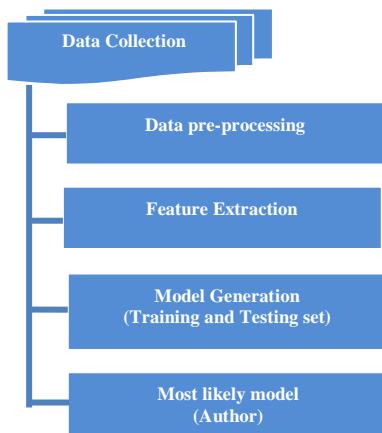 Data Collection
Data pre-processing
Feature Extraction
Model Generation
(Training and Testing set)
Most likely model
(Author)